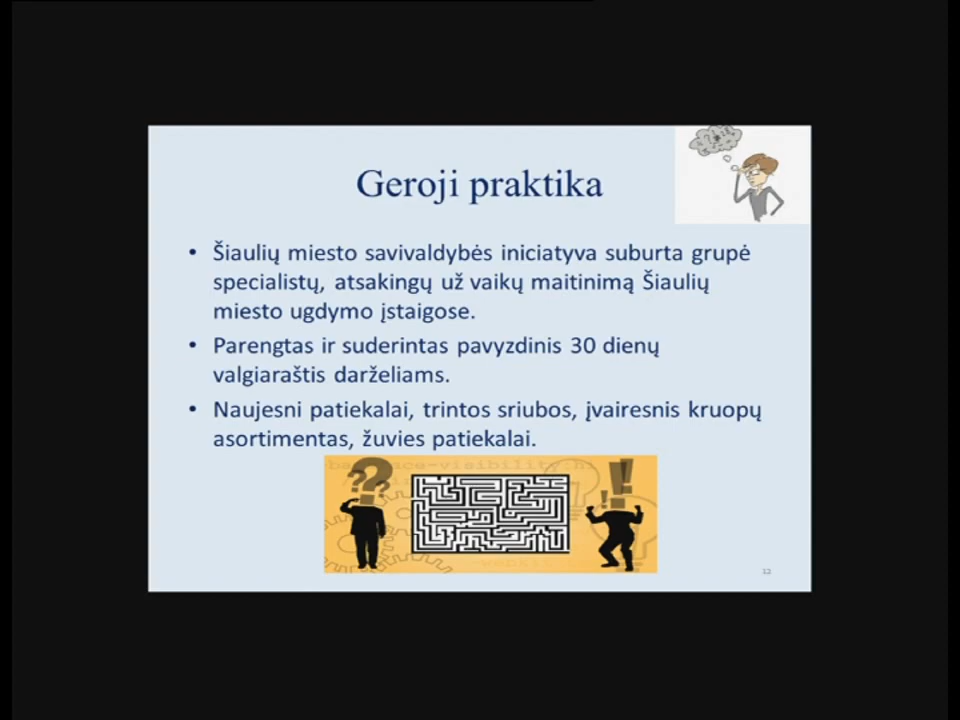 Geroji praktika
• Šiaulių miesto savivaldybės iniciatyva suburta grupė
specialistų, atsakingų už vaikų maitinimą Šiaulių
miesto ugdymo įstaigose.
• Parengtas ir suderintas pavyzdinis 30 dienų
valgiaraštis darželiams.
• Naujesni patiekalai, trintos sriubos, įvairesnis kruopų
asortimentas, žuvies patiekalai.
??? !!!
12